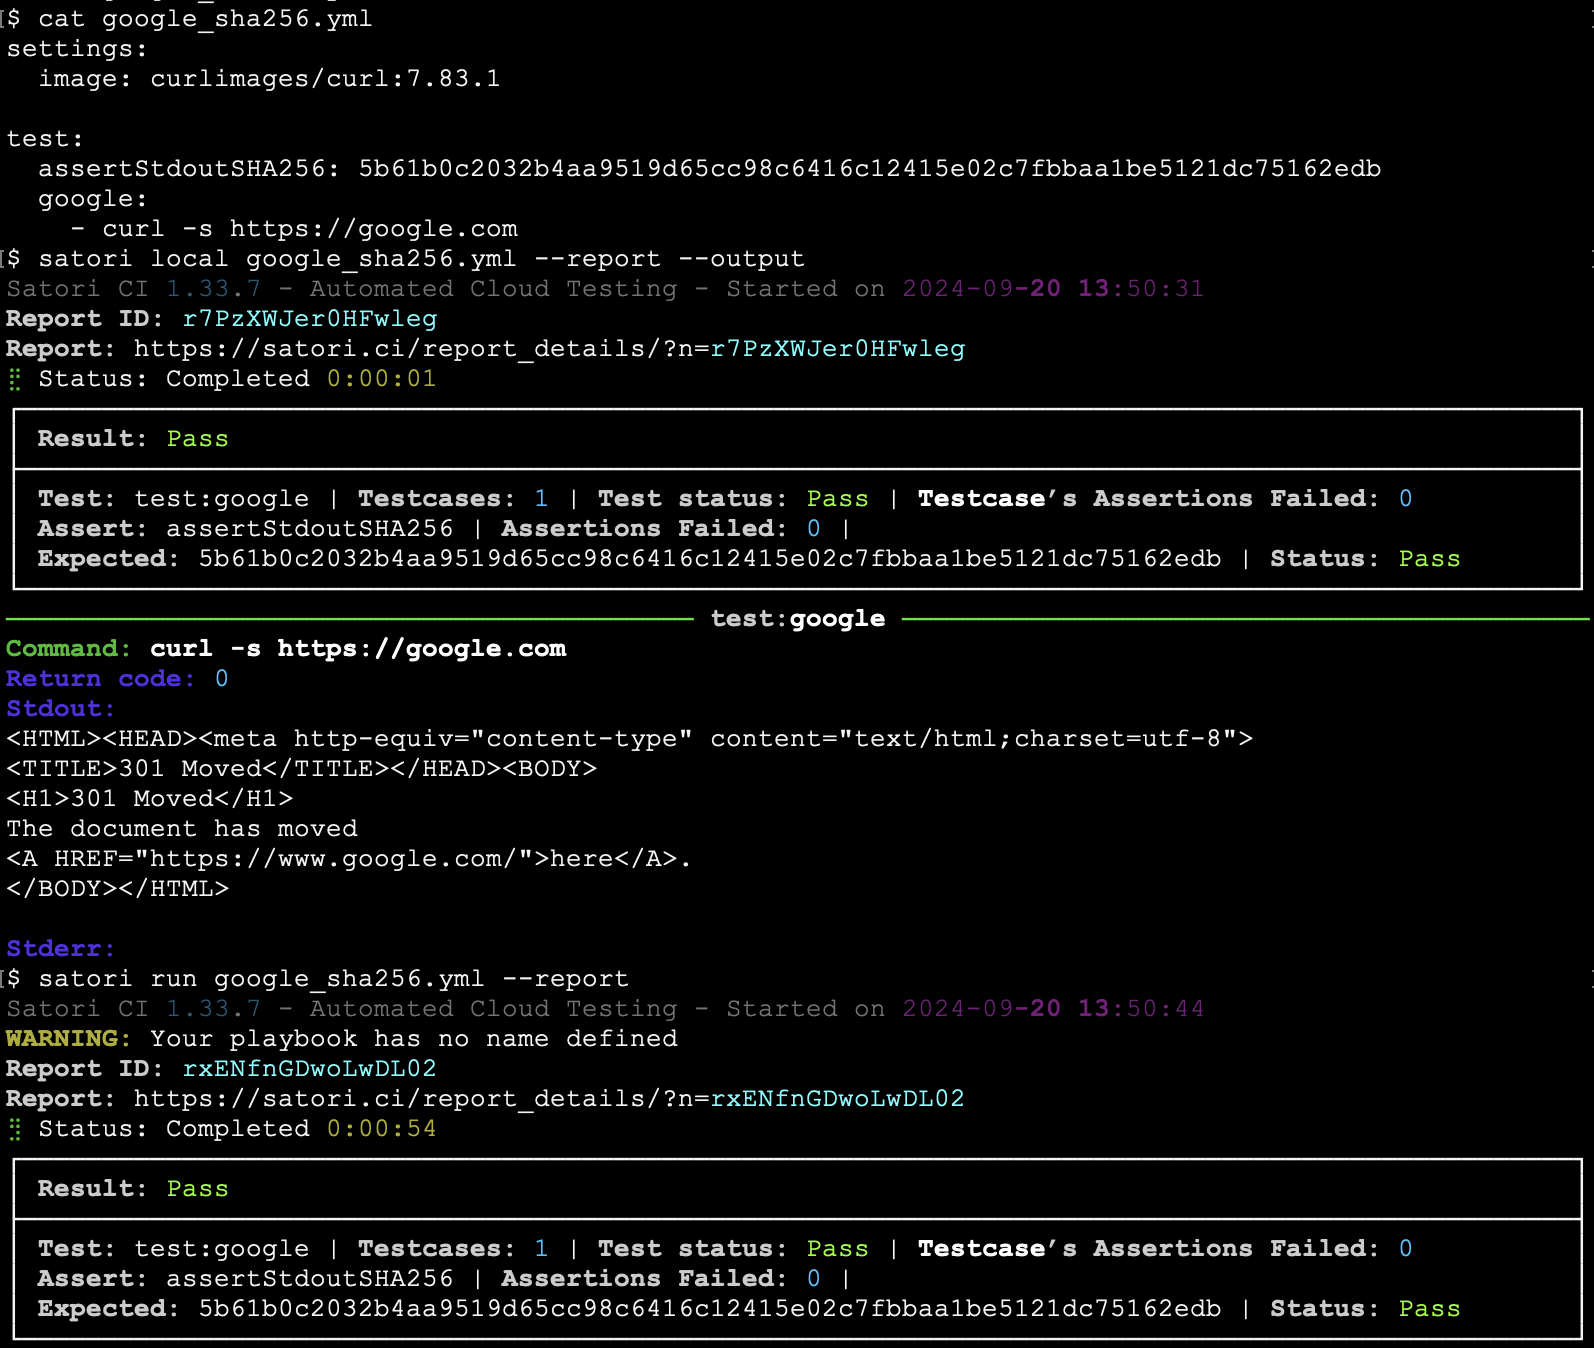 $ cat google_sha256.yml
settings:
  image: curlimages/curl:7.83.1

test:
  assertStdoutSHA256: 5b61b0c2032b4aa9519d65cc98c6416c12415e02c7fbbaa1be5121dc75162edb
  google:
    - curl -s https://google.com
$ satori local google_sha256.yml --report --output
Satori CI 1.33.7 - Automated Cloud Testing - Started on 2024-09-20 13:50:31
Report ID: r7PzXWJer0HFwleg
Report: https://satori.ci/report_details/?n=r7PzXWJer0HFwleg
Status: Completed 0:00:01
Result: Pass
Test: test:google | Testcases: 1 | Test status: Pass | Testcase’s Assertions Failed: 0
Assert: assertStdoutSHA256 | Assertions Failed: 0 |
Expected: 5b61b0c2032b4aa9519d65cc98c6416c12415e02c7fbbaa1be5121dc75162edb | Status: Pass
test:google
Command: curl -s https://google.com
Return code: 0
Stdout:
<HTML><HEAD><meta http-equiv="content-type" content="text/html;charset=utf-8">
<TITLE>301 Moved</TITLE></HEAD><BODY>
<H1>301 Moved</H1>
The document has moved
<A HREF="https://www.google.com/">here</A>.
</BODY></HTML>

Stderr:
$ satori run google_sha256.yml --report
Satori CI 1.33.7 - Automated Cloud Testing - Started on 2024-09-20 13:50:44
WARNING: Your playbook has no name defined
Report ID: rxENfnGDwoLwDL02
Report: https://satori.ci/report_details/?n=rxENfnGDwoLwDL02
Status: Completed 0:00:54
Result: Pass
Test: test:google | Testcases: 1 | Test status: Pass | Testcase’s Assertions Failed: 0
Assert: assertStdoutSHA256 | Assertions Failed: 0 |
Expected: 5b61b0c2032b4aa9519d65cc98c6416c12415e02c7fbbaa1be5121dc75162edb | Status: Pass